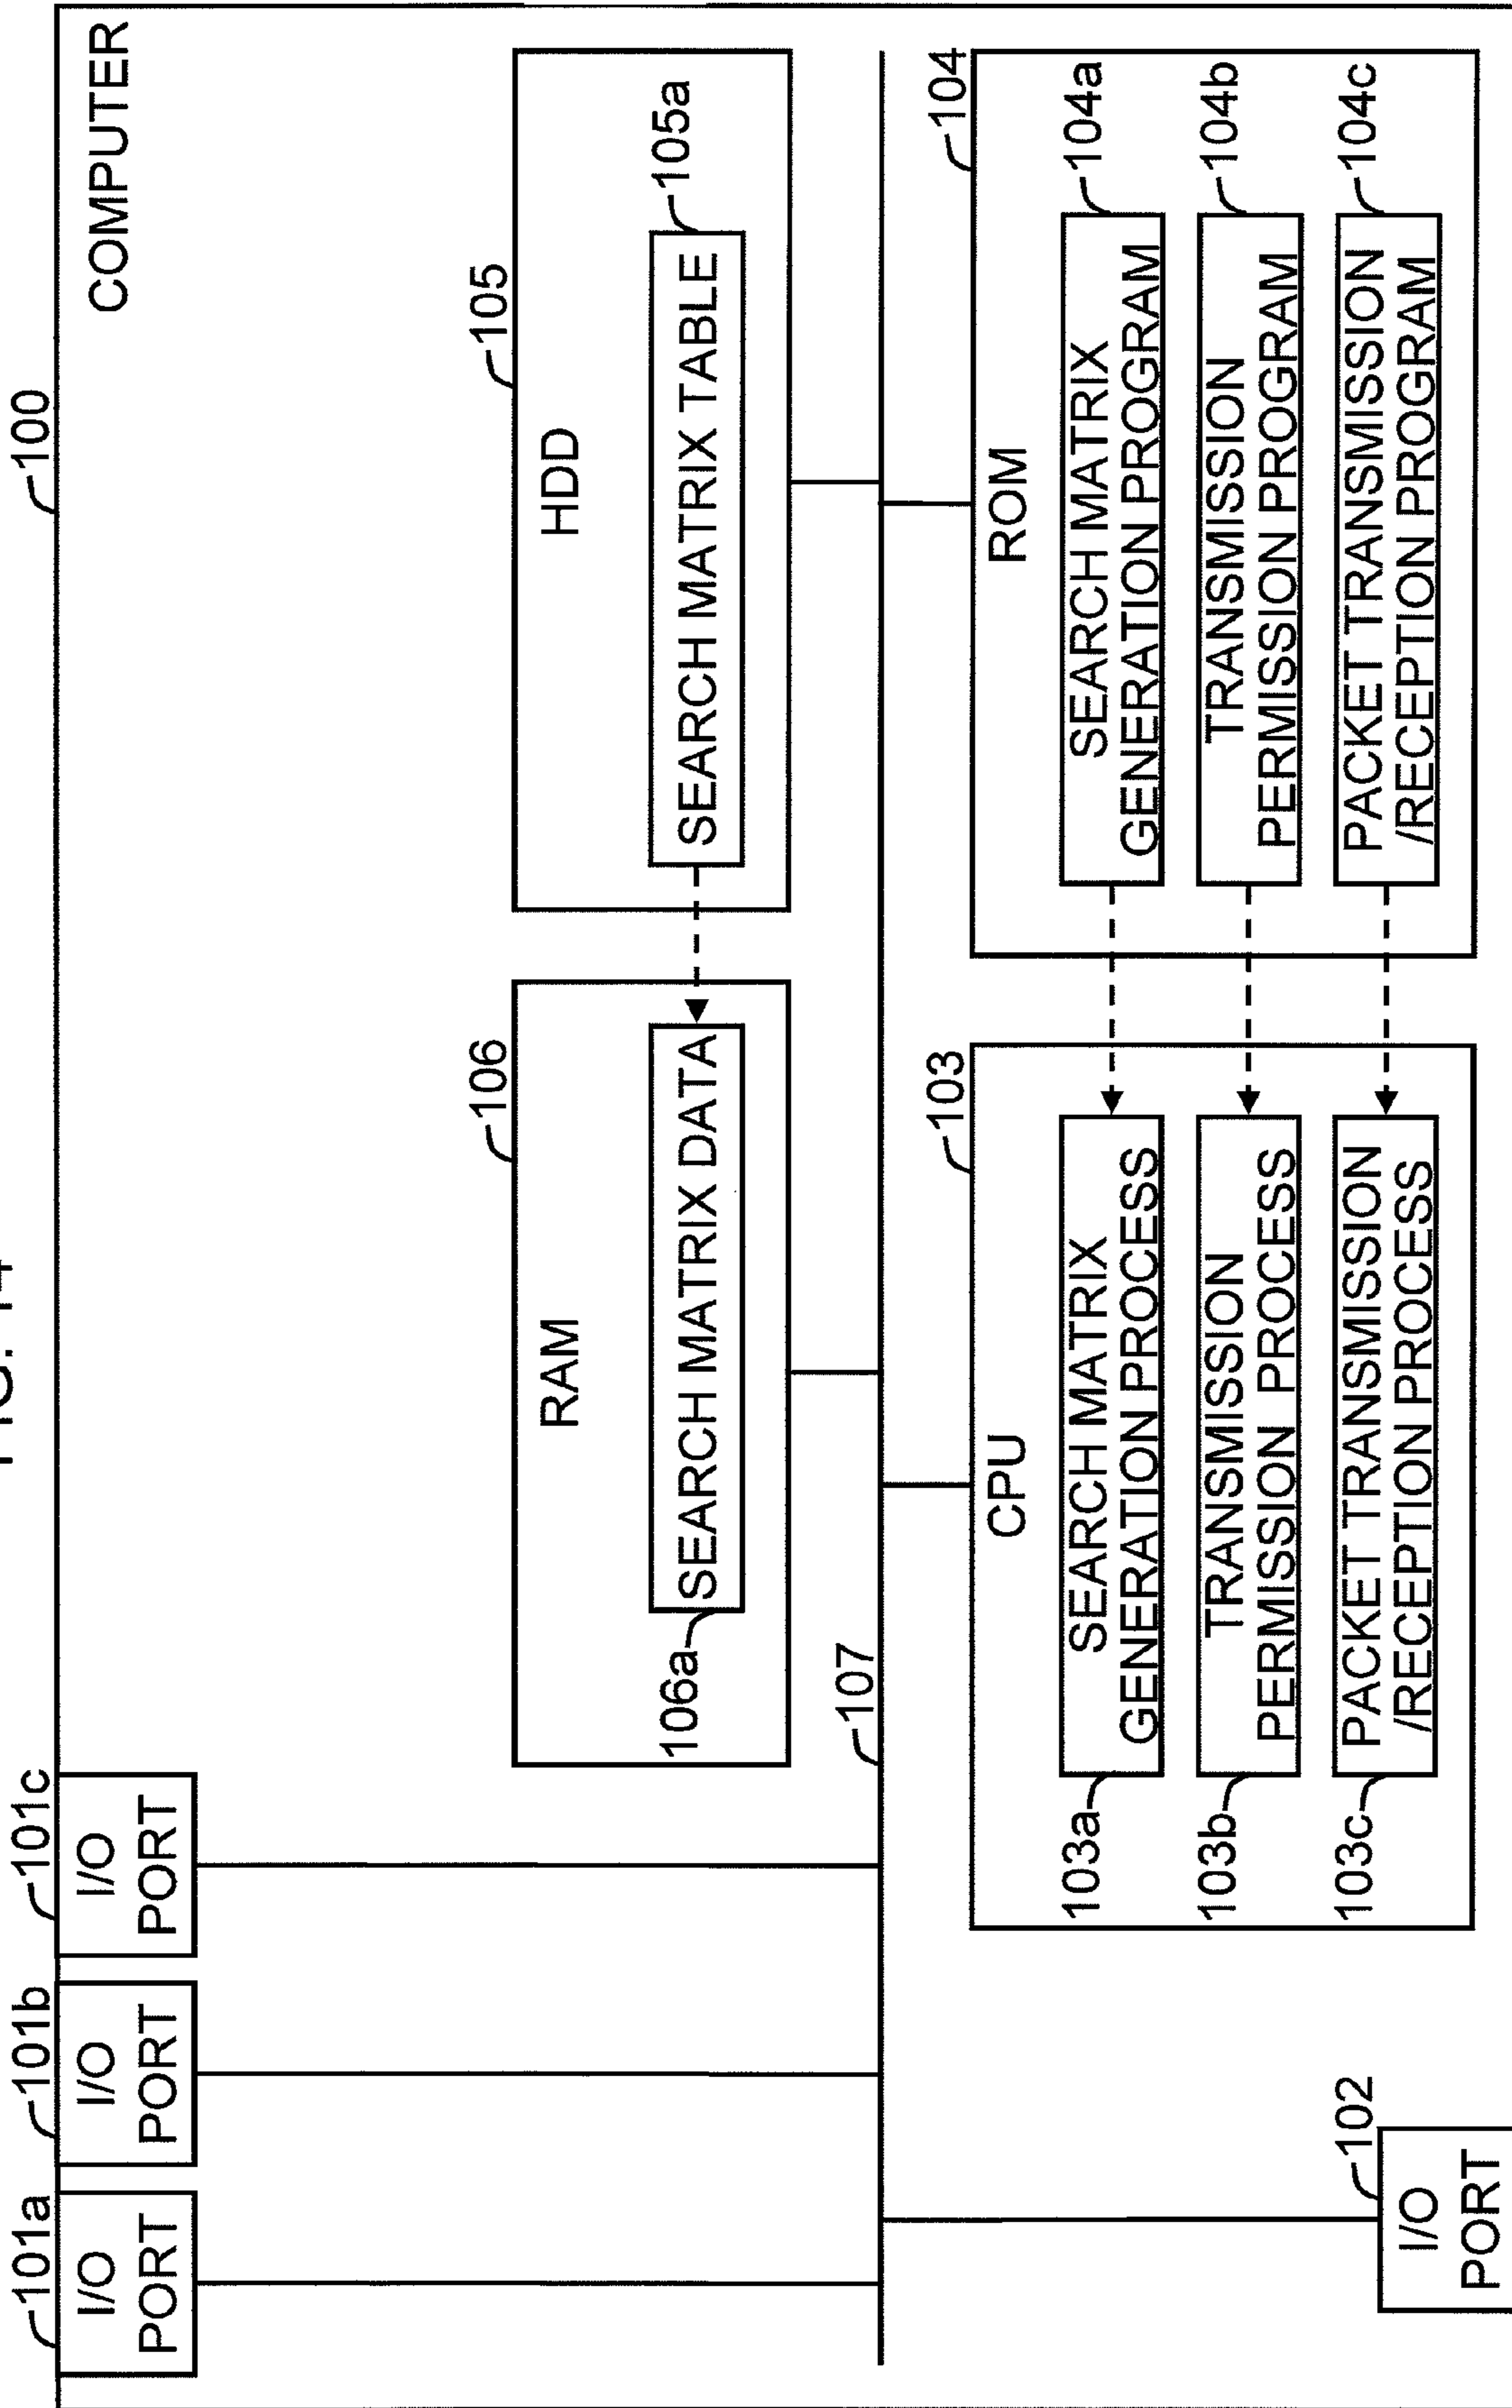 100
COMPUTER
101a
I/O
PORT
101b
I/O
PORT
101c
I/O
PORT
106
RAM
106a
SEARCH MATRIX DATA
105
HDD
SEARCH MATRIX TABLE
105a
107
103
CPU
103a
SEARCH MATRIX
GENERATION PROCESS
103b
TRANSMISSION
PERMISSION PROCESS
103c
PACKET TRANSMISSION
/RECEPTION PROCESS
104
ROM
SEARCH MATRIX
GENERATION PROGRAM
104a
TRANSMISSION
PERMISSION PROGRAM
104b
PACKET TRANSMISSION
/RECEPTION PROGRAM
104c
102
I/O
PORT